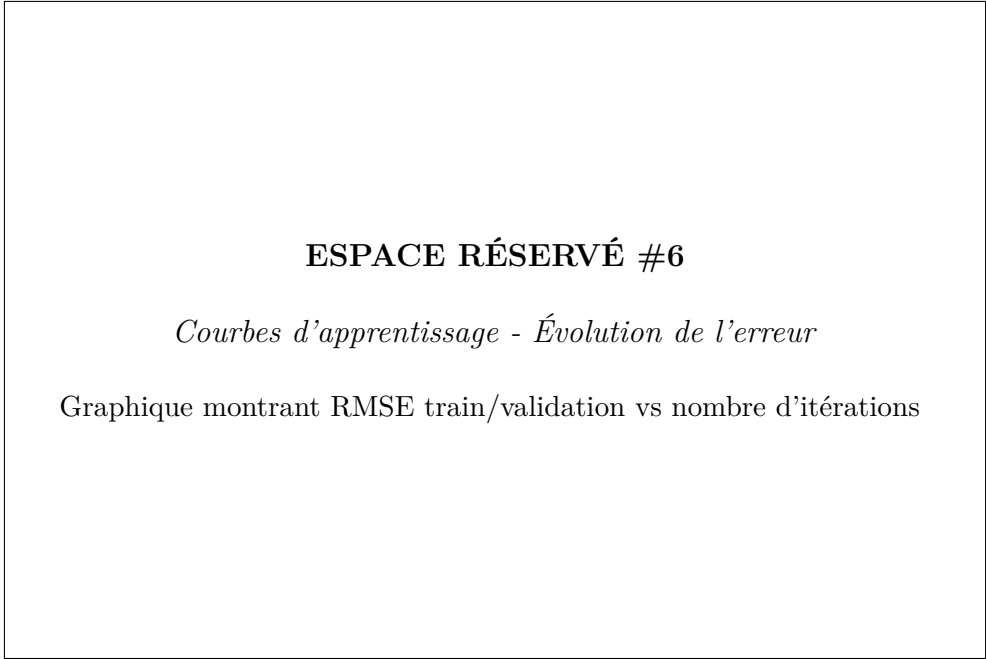 ESPACE RÉSERVÉ #6
Courbes d'apprentissage - Évolution de l'erreur
Graphique montrant RMSE train/validation vs nombre d'itérations